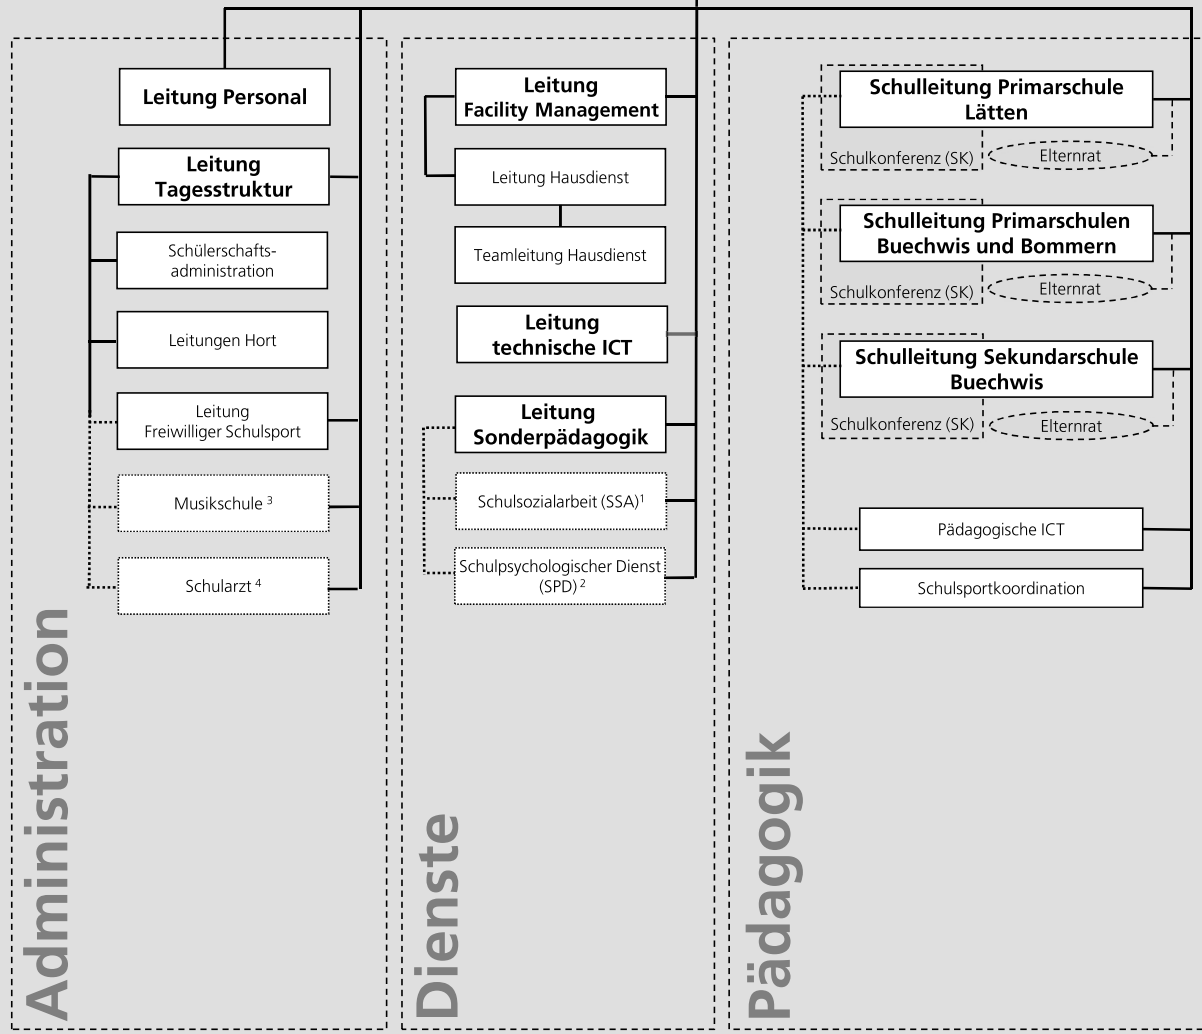 Leitung Personal
Leitung
Tagesstruktur
Schülerschafts-
administration
Leitungen Hort
Leitung
Freiwilliger Schulsport
Musikschule 3
Schularzt 4
Administration
Leitung
Facility Management
Leitung Hausdienst
Teamleitung Hausdienst
Leitung
technische ICT
Leitung
Sonderpädagogik
Schulsozialarbeit (SSA)1
Schulpsychologischer Dienst
(SPD) 2
Dienste
Schulleitung Primarschule
Lätten
Schulkonferenz (SK)
Elternrat
Schulleitung Primarschulen
Buechwis und Bommern
Schulkonferenz (SK)
Elternrat
Schulleitung Sekundarschule
Buechwis
Schulkonferenz (SK)
Elternrat
Pädagogische ICT
Schulsportkoordination
Pädagogik